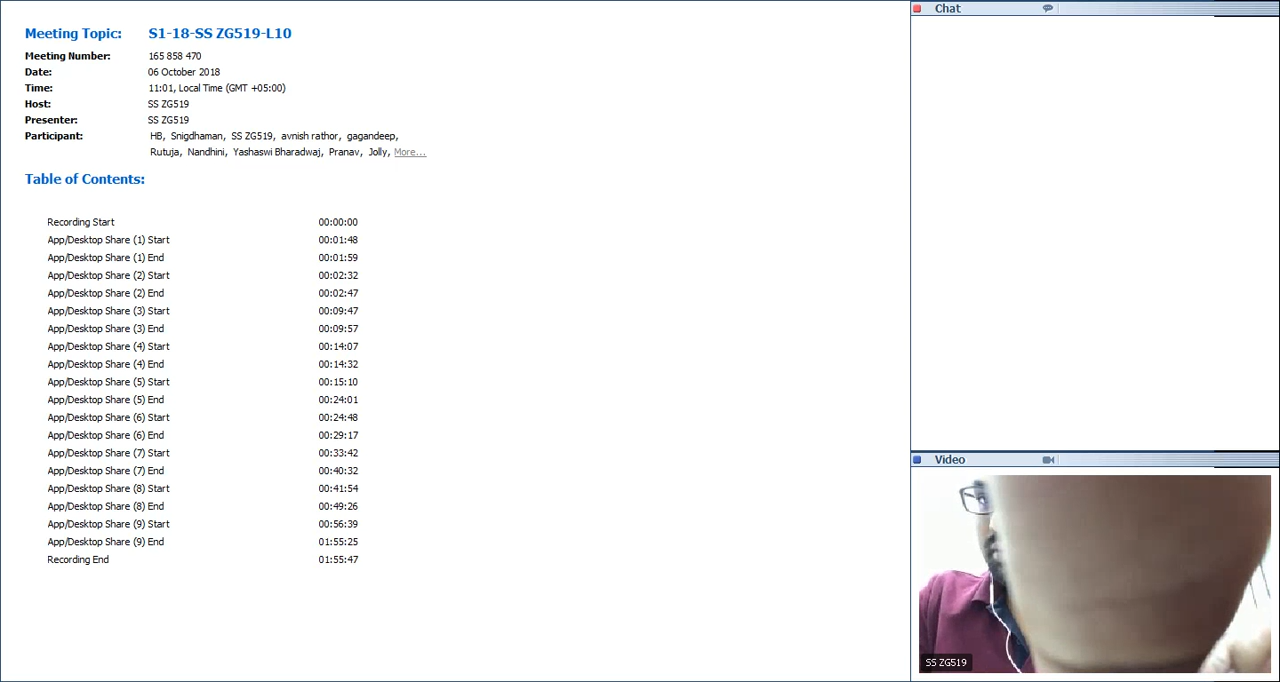 Meeting Topic: S1-18-SS ZG519-L10
Meeting Number: 165 858 470
Date: 06 October 2018
Time: 11:01, Local Time (GMT +05:00)
Host: SS ZG519
Presenter: SS ZG519
Participant: HB, Snigdhaman, SS ZG519, avnish rathor, gagandeep,
Rutuja, Nandhini, Yashaswi Bharadwaj, Pranav, Jolly, More...
Table of Contents:
Recording Start 00:00:00
App/Desktop Share (1) Start 00:01:48
App/Desktop Share (1) End 00:01:59
App/Desktop Share (2) Start 00:02:32
App/Desktop Share (2) End 00:02:47
App/Desktop Share (3) Start 00:09:47
App/Desktop Share (3) End 00:09:57
App/Desktop Share (4) Start 00:14:07
App/Desktop Share (4) End 00:14:32
App/Desktop Share (5) Start 00:15:10
App/Desktop Share (5) End 00:24:01
App/Desktop Share (6) Start 00:24:48
App/Desktop Share (6) End 00:29:17
App/Desktop Share (7) Start 00:33:42
App/Desktop Share (7) End 00:40:32
App/Desktop Share (8) Start 00:41:54
App/Desktop Share (8) End 00:49:26
App/Desktop Share (9) Start 00:56:39
App/Desktop Share (9) End 01:55:25
Recording End 01:55:47
Chat
Video
SS ZG519